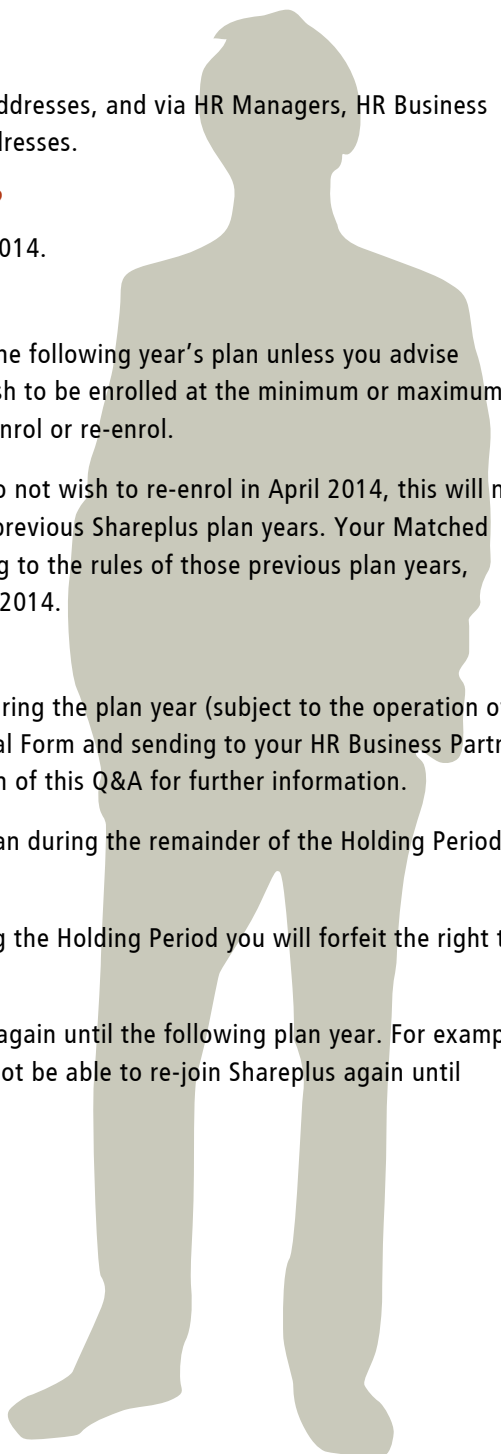 ddresses, and via HR Managers, HR Business
dresses.
?
014.
he following year's plan unless you advise
sh to be enrolled at the minimum or maximum
nrol or re-enrol.
o not wish to re-enrol in April 2014, this will n
previous Shareplus plan years. Your Matched
g to the rules of those previous plan years,
2014.
ring the plan year (subject to the operation of
al Form and sending to your HR Business Partn
n of this Q&A for further information.
an during the remainder of the Holding Period
g the Holding Period you will forfeit the right t
again until the following plan year. For examp
ot be able to re-join Shareplus again until